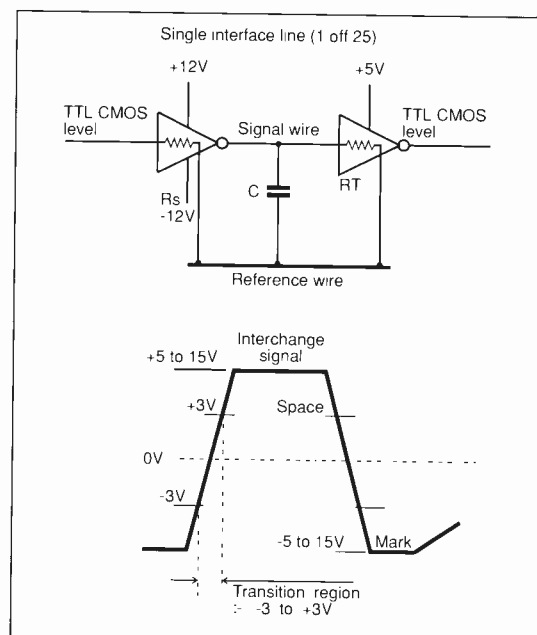 Single interface line (1 off 25)
+12V
+5V
TTL CMOS
level
Signal wire
TTL CMOS
level
Rs
-12V
C
RT
Reference wire
Interchange
signal
+5 to 15V
+3V
Space
0V
-3V
-5 to 15V
Mark
Transition region
:- -3 to +3V